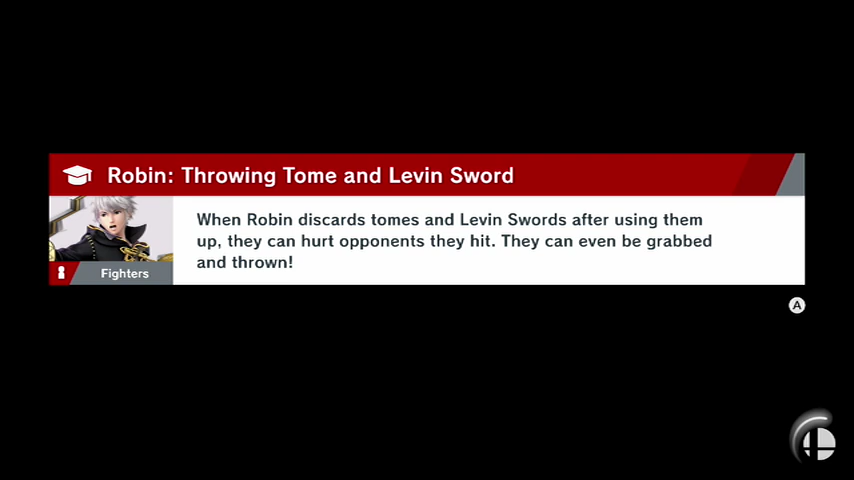 Robin: Throwing Tome and Levin Sword
When Robin discards tomes and Levin Swords after using them
up, they can hurt opponents they hit. They can even be grabbed
and thrown!
Fighters
A